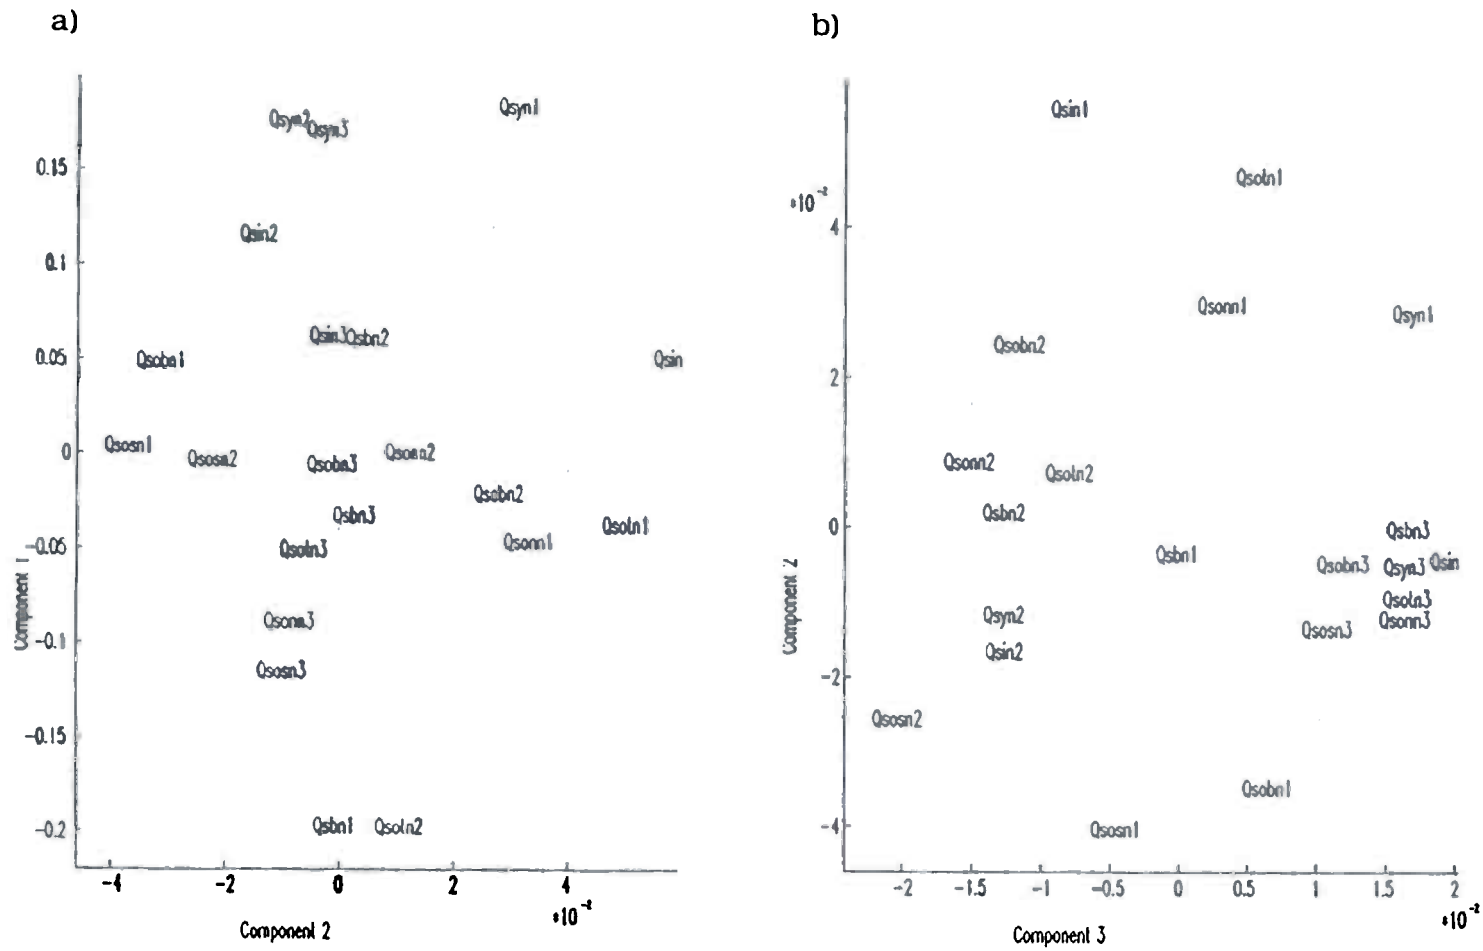 a)
Qsyn1
Qsyn2 Qsyn3
0.15
Qsin2
0.1
Qsin3 Qsbn2
0.05
Qsobn1
Qsin
Qsosn1
0
Qsosn2
Qsobn3
Qsonn2
Qsobn2
Qsbn3
Qsoln1
Qsonn1
-0.05
Qsoln3
Component 1
Qsonn3
-0.1
Qsosn3
-0.15
-0.2
Qsbn1 Qsoln2
-4 -2 0 2 4
*10⁻²
Component 2
b)
Qsin1
Qsoln1
*10⁻²
4
Qsonn1
Qsyn1
Qsobn2
2
Qsonn2
Qsoln2
Qsbn2
0
Qsbn3
Qsbn1
Qsobn3 Qsyn3 Qsin
Component 2
Qsoln3
Qsyn2
Qsonn3
Qsosn3
Qsin2
-2
Qsosn2
Qsobn1
-4
Qsosn1
-2 -1.5 -1 -0.5 0 0.5 1 1.5 2
*10⁻²
Component 3